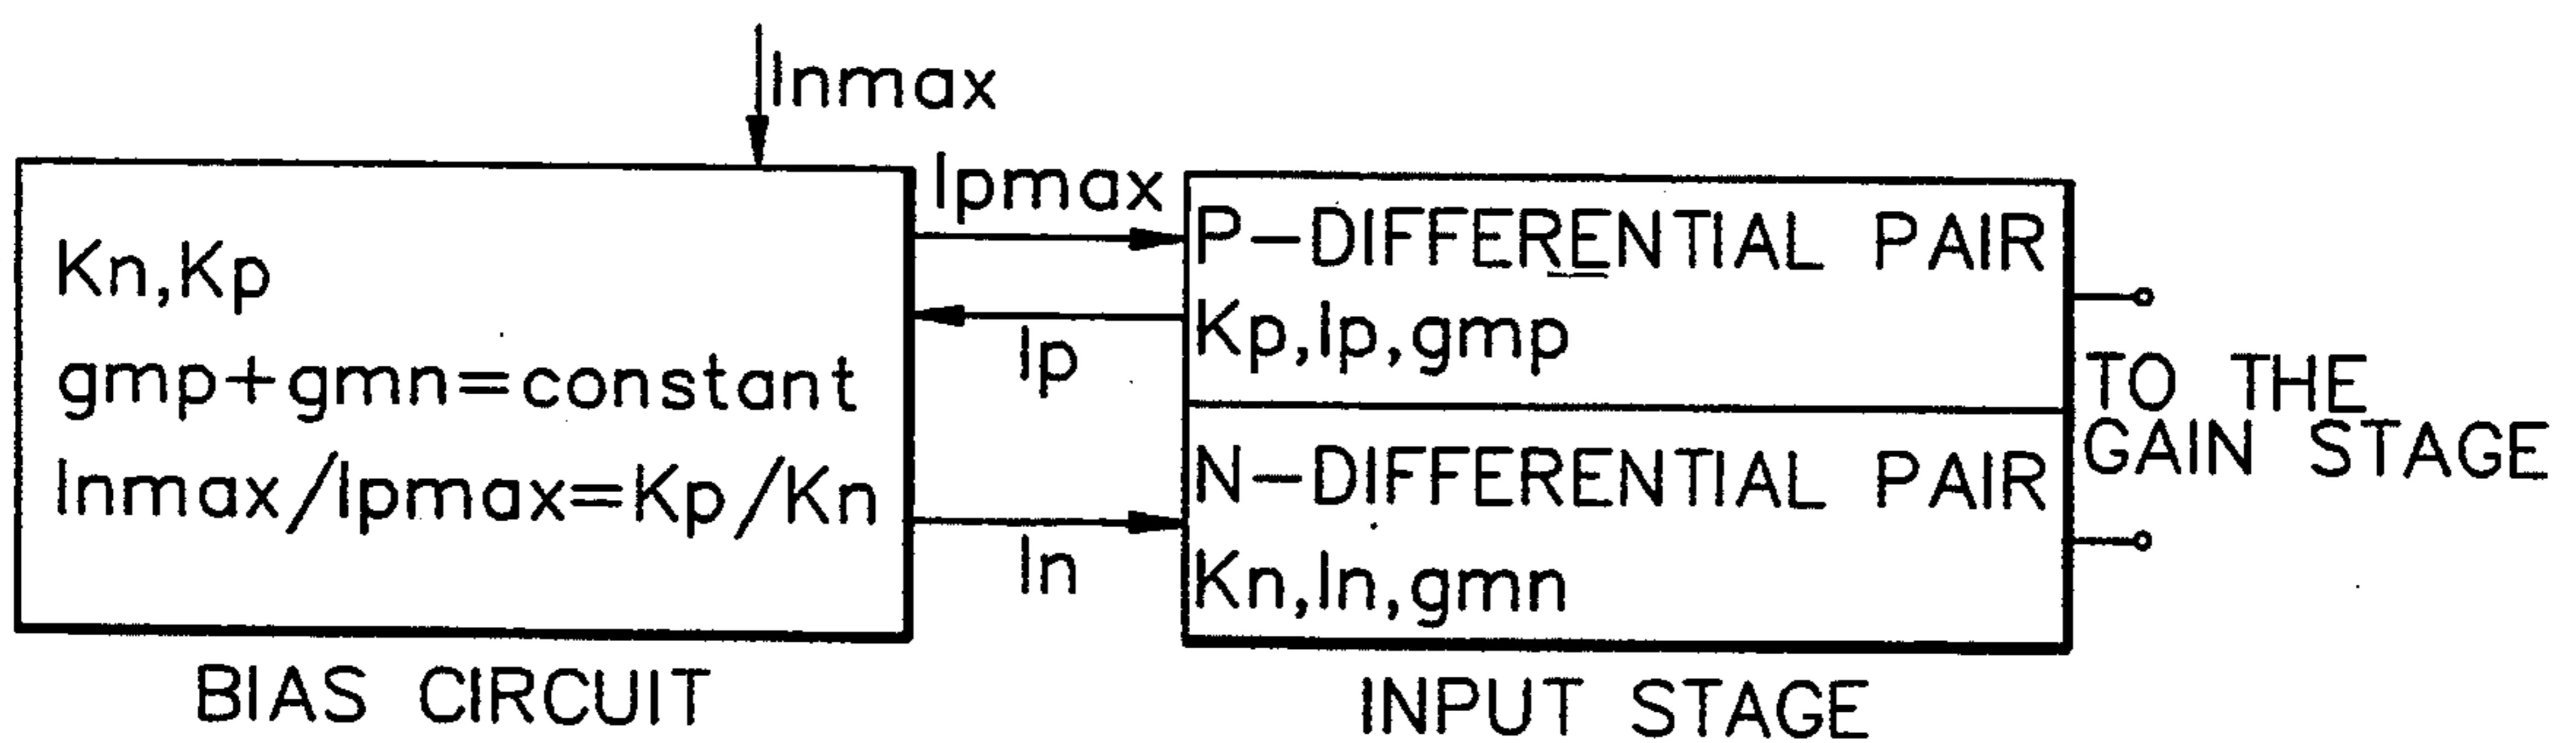 Inmax
Ipmax
Kn,Kp
gmp+gmn=constant
Inmax/Ipmax=Kp/Kn
Ip
In
P-DIFFERENTIAL PAIR
Kp,Ip,gmp
N-DIFFERENTIAL PAIR
Kn,In,gmn
TO THE
GAIN STAGE
BIAS CIRCUIT
INPUT STAGE